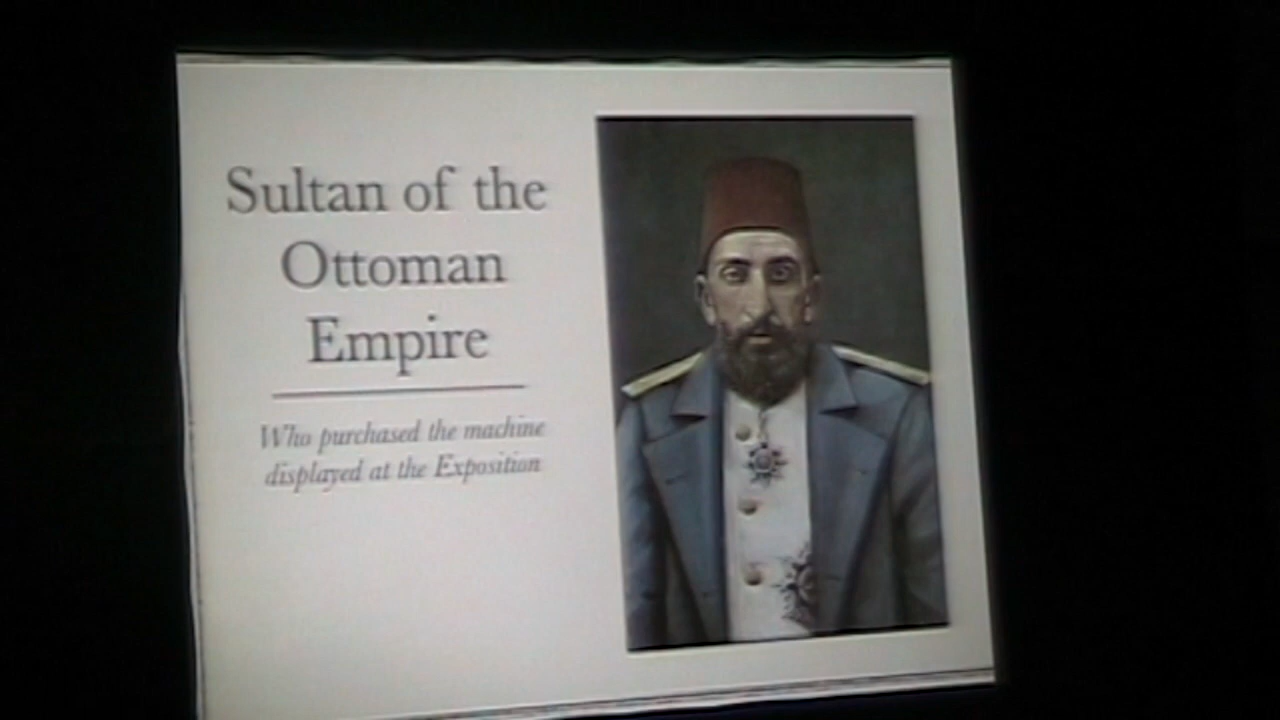 Sultan of the
Ottoman
Empire
Who purchased the machine
displayed at the Exposition